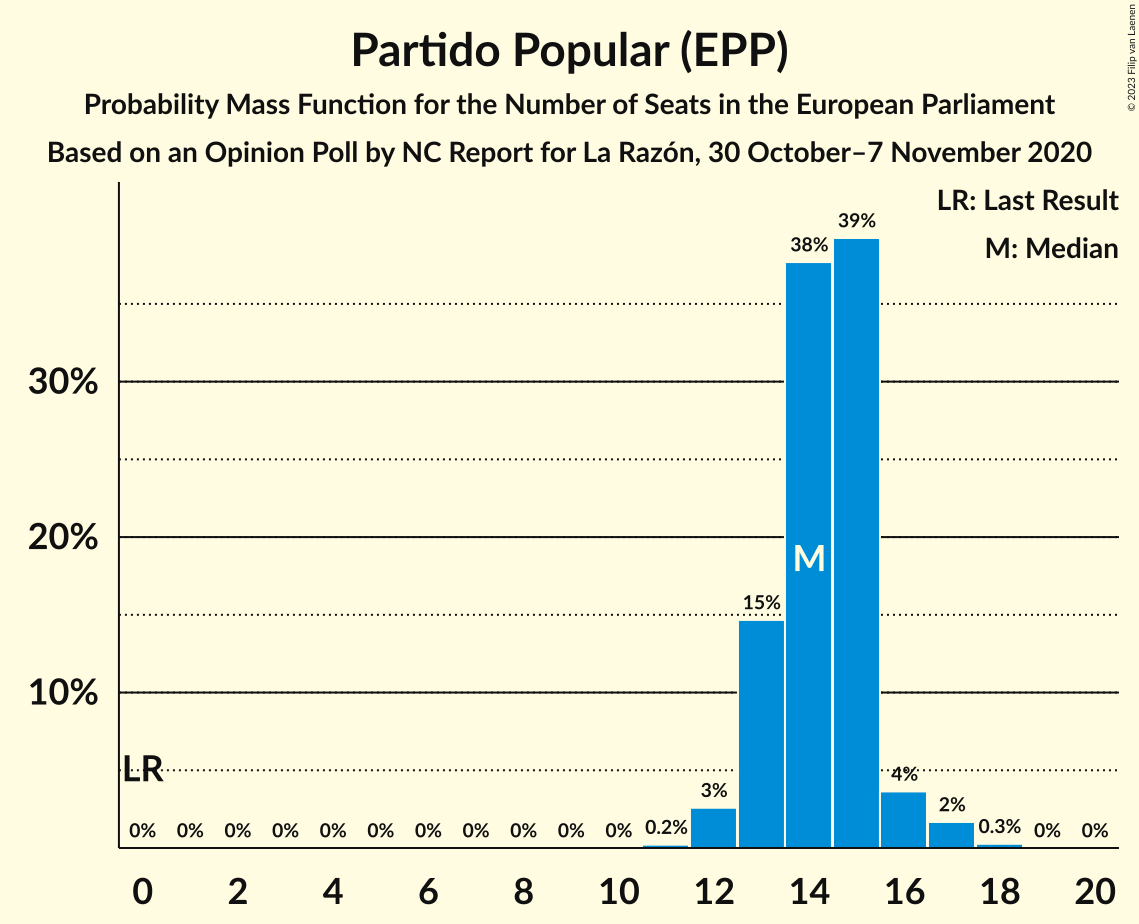 © 2023 Filip van Laenen
Partido Popular (EPP)
Probability Mass Function for the Number of Seats in the European Parliament
Based on an Opinion Poll by NC Report for La Razón, 30 October–7 November 2020
LR: Last Result
M: Median
39%
38%
30%
20%
M
15%
10%
LR
4%
3%
2%
0% 0% 0% 0% 0% 0% 0% 0% 0% 0% 0% 0.2% 0.3% 0% 0%
0 2 4 6 8 10 12 14 16 18 20